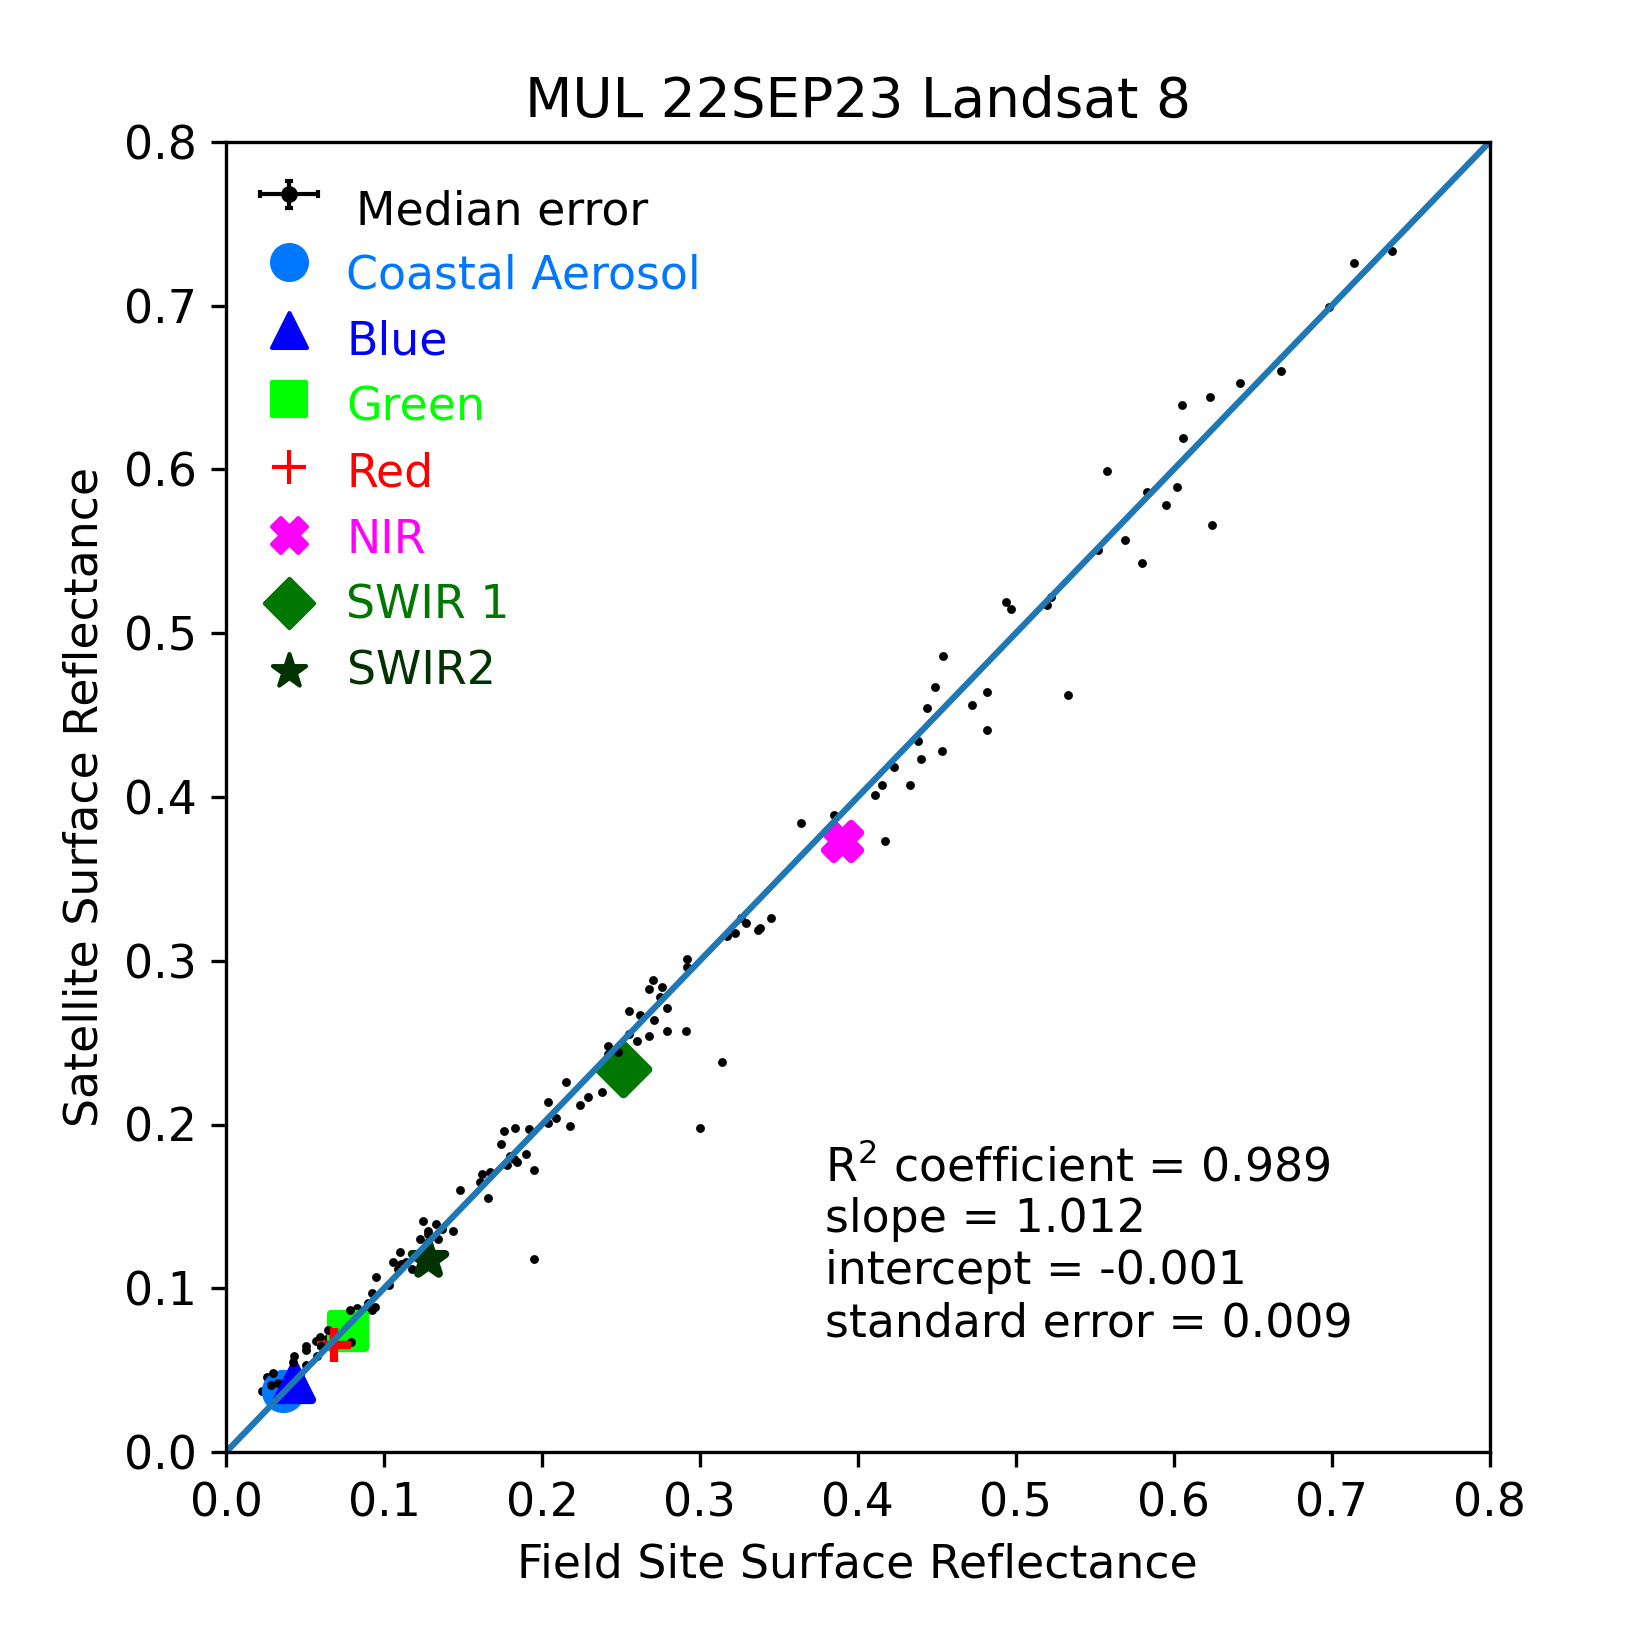 MUL 22SEP23 Landsat 8
0.8
0.7
0.6
0.5
0.4
0.3
0.2
0.1
0.0
Satellite Surface Reflectance
Median error
Coastal Aerosol
Blue
Green
Red
NIR
SWIR 1
SWIR2
R² coefficient = 0.989
slope = 1.012
intercept = -0.001
standard error = 0.009
0.0 0.1 0.2 0.3 0.4 0.5 0.6 0.7 0.8
Field Site Surface Reflectance